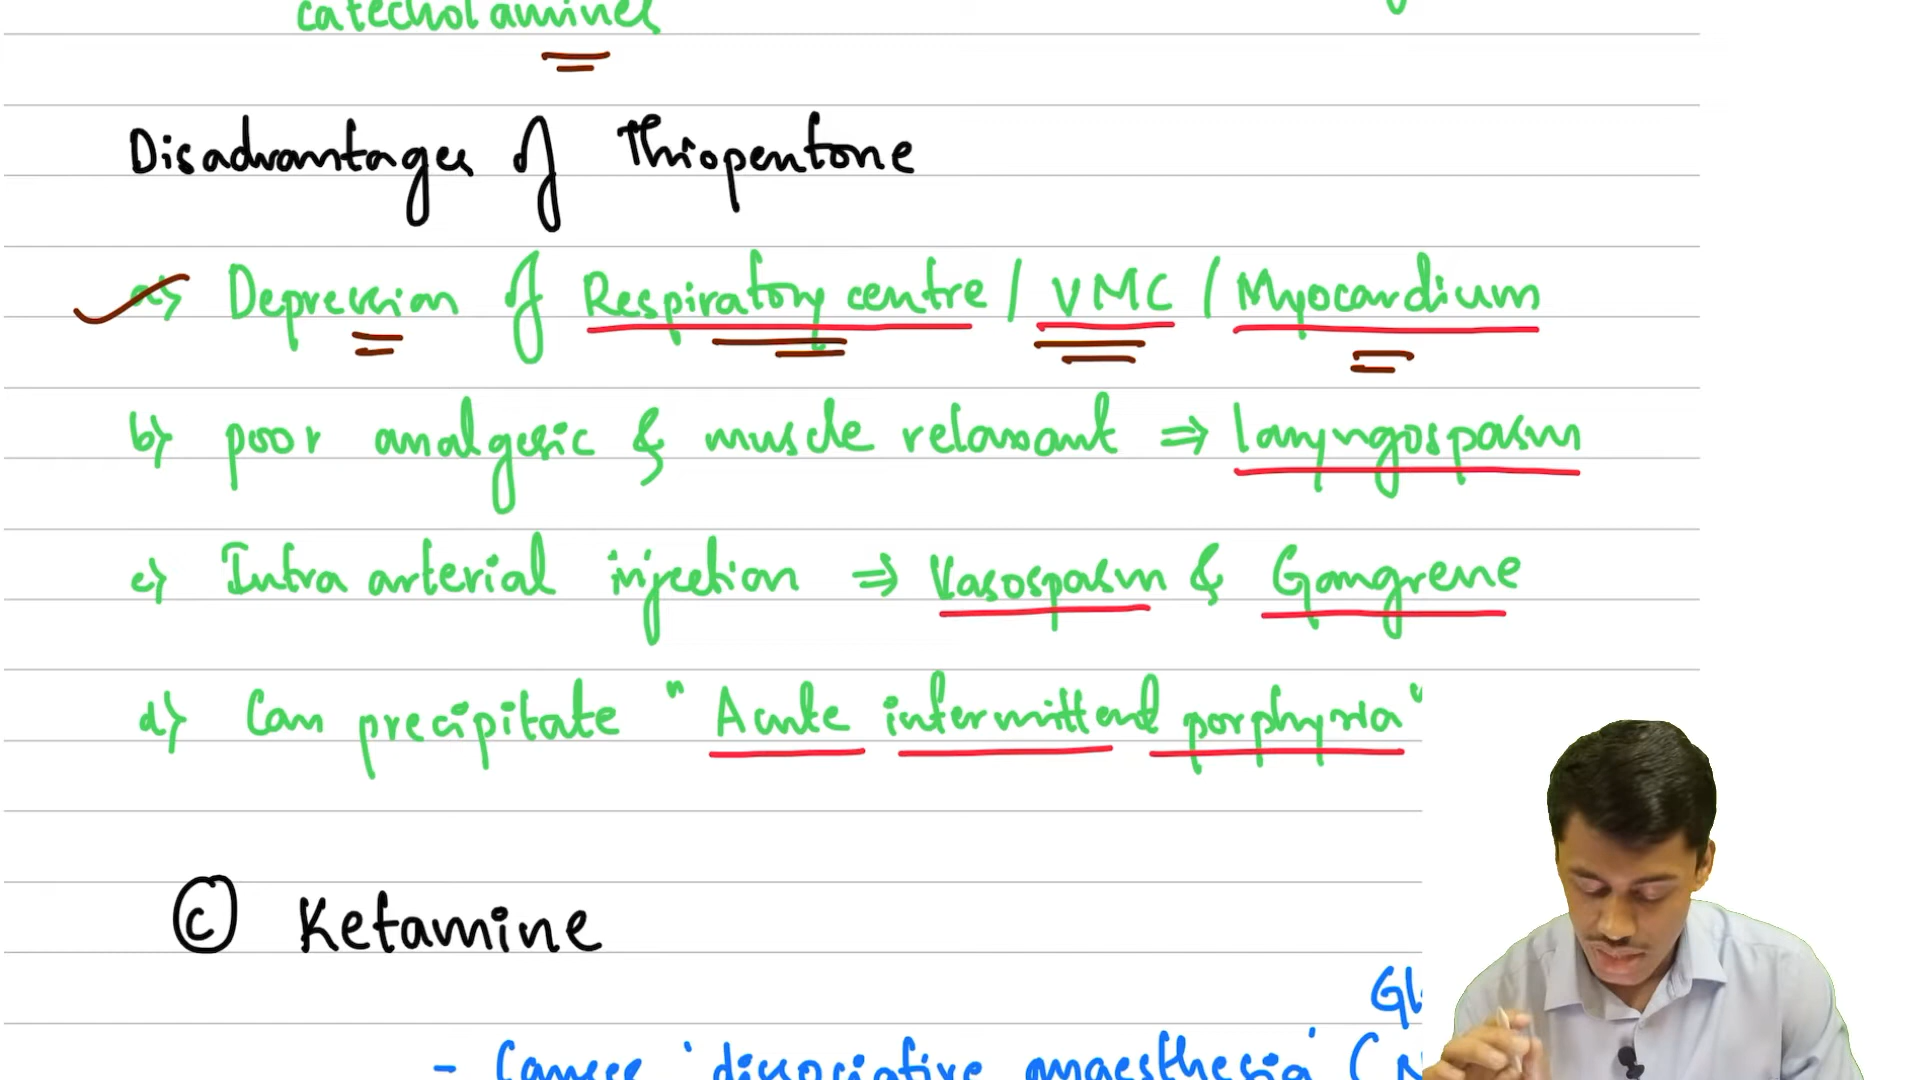 catecholamines
Disadvantages of Thiopentone
a) Depression of Respiratory centre / VMC / Myocardium
b) poor analgesic & muscle relaxant ⇒ laryngospasm
c) Intra arterial injection ⇒ Vasospasm & Gangrene
d) Can precipitate "Acute intermittent porphyria"
(C) Ketamine
- Causes 'dissociative anaesthesia' (